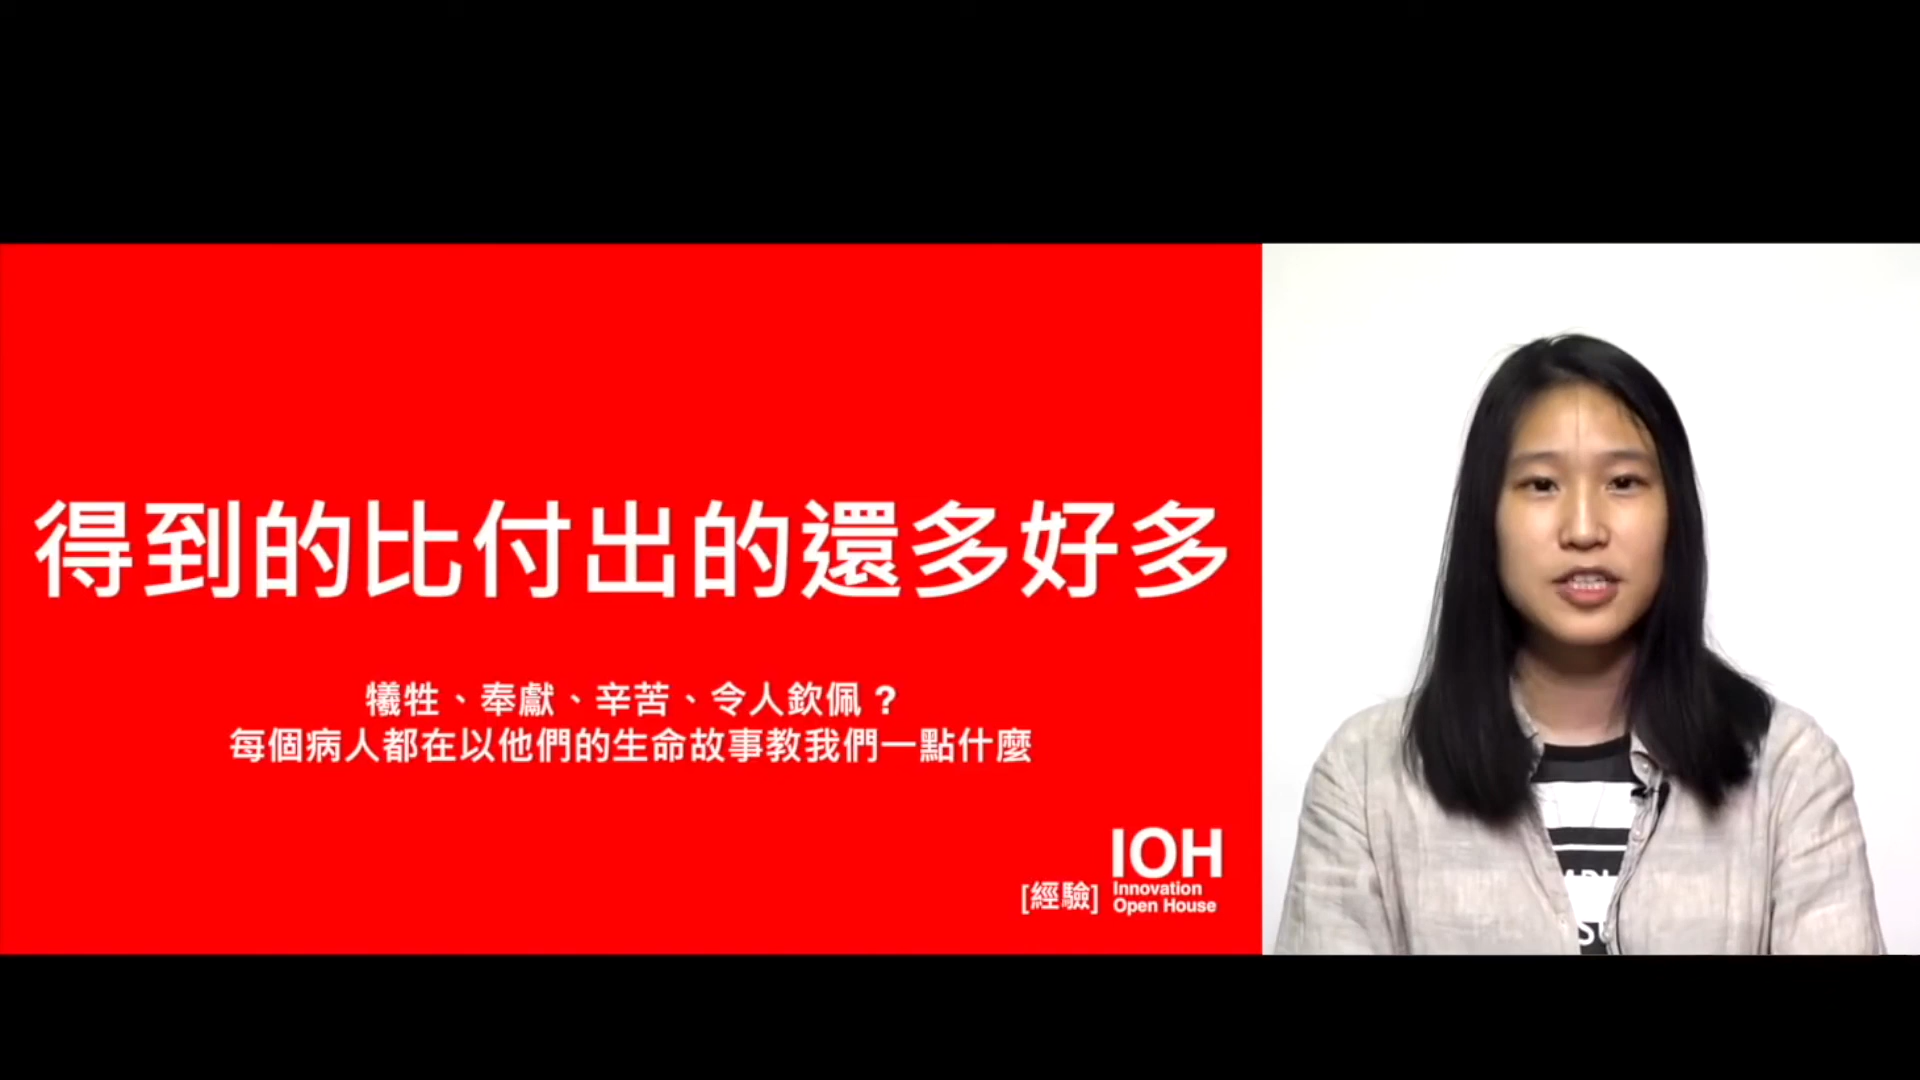 得到的比付出的還多好多
犧牲、奉獻、辛苦、令人欽佩？
每個病人都在以他們的生命故事教我們一點什麼
[經驗]
IOH
Innovation
Open House